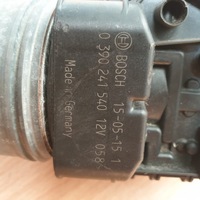 BOSCH 15-05-15 1
0 390 241 540 12V 058
Made in
Germany